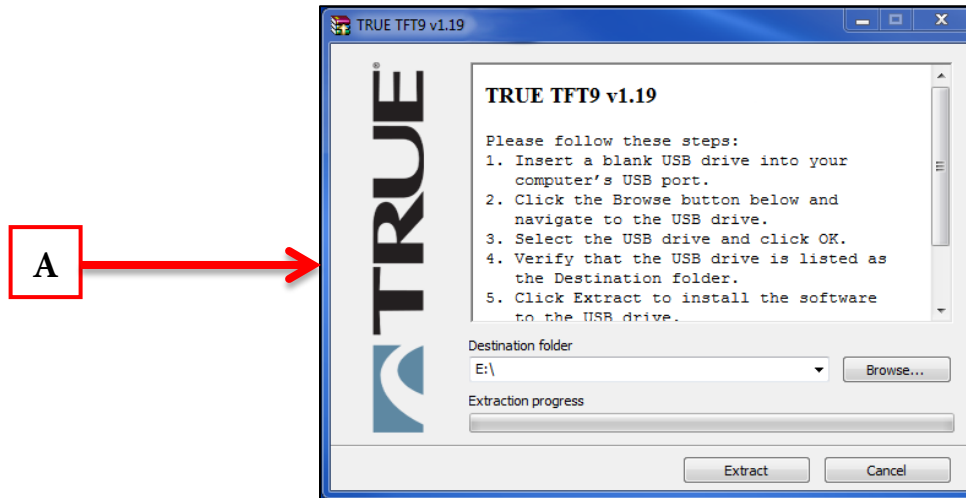 TRUE TFT9 v1.19
TRUE®
TRUE TFT9 v1.19
Please follow these steps:
1. Insert a blank USB drive into your
computer’s USB port.
2. Click the Browse button below and
navigate to the USB drive.
3. Select the USB drive and click OK.
4. Verify that the USB drive is listed as
the Destination folder.
5. Click Extract to install the software
to the USB drive.
A
Destination folder
E:\
Browse...
Extraction progress
Extract
Cancel